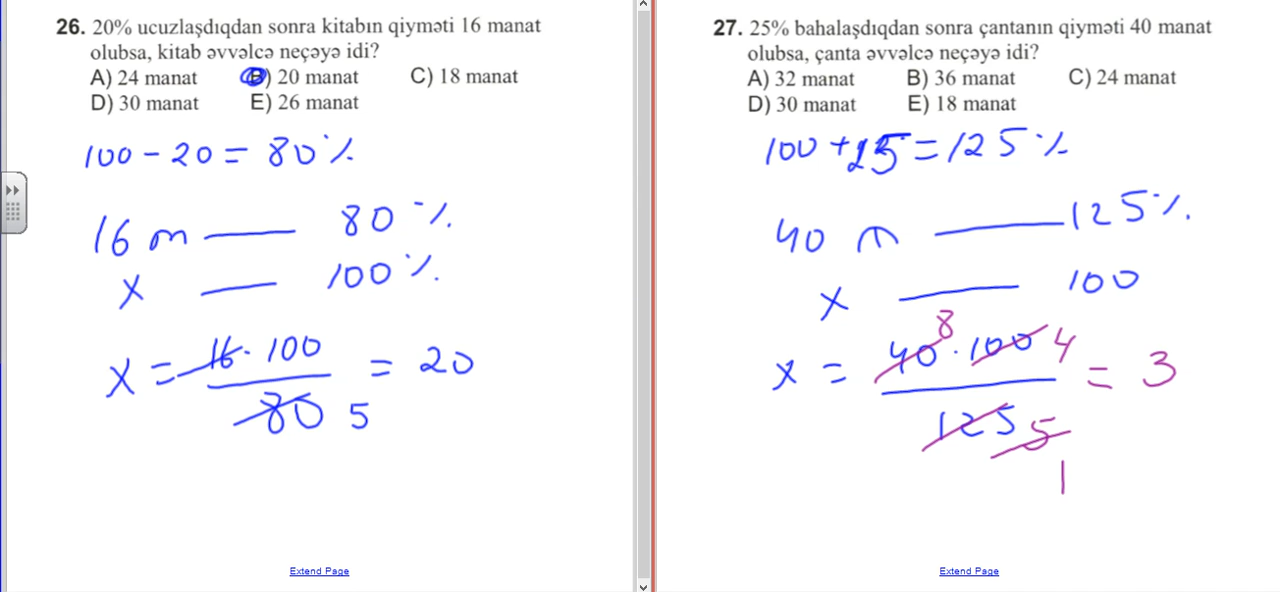 26. 20% ucuzlaşdıqdan sonra kitabın qiyməti 16 manat
olubsa, kitab əvvəlcə neçəyə idi?
A) 24 manat B) 20 manat C) 18 manat
D) 30 manat E) 26 manat
100 - 20 = 80 %
16 m — 80 %
x — 100 %
x = 16 · 100
80 5
= 20
Extend Page
27. 25% bahalaşdıqdan sonra çantanın qiyməti 40 manat
olubsa, çanta əvvəlcə neçəyə idi?
A) 32 manat B) 36 manat C) 24 manat
D) 30 manat E) 18 manat
100 + 25 = 125 %
40 m — 125 %
x — 100
8
x = 40 · 100 4
125 5
= 3
1
Extend Page